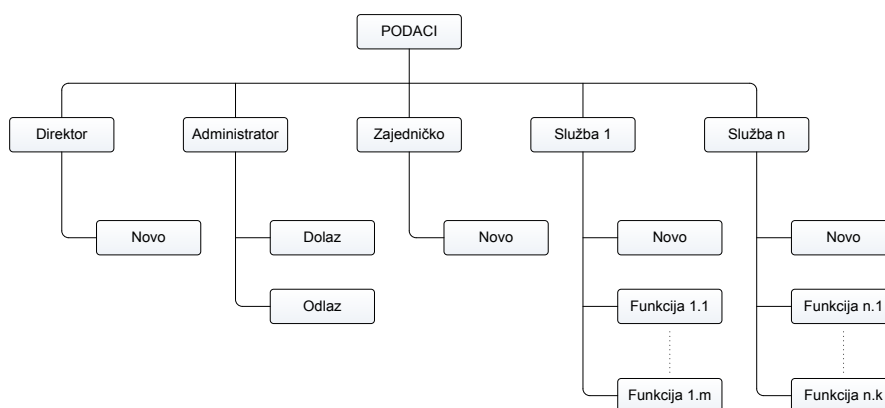 PODACI
Direktor
Administrator
Zajedničko
Služba 1
Služba n
Novo
Dolaz
Novo
Novo
Novo
Odlaz
Funkcija 1.1
Funkcija n.1
Funkcija 1.m
Funkcija n.k